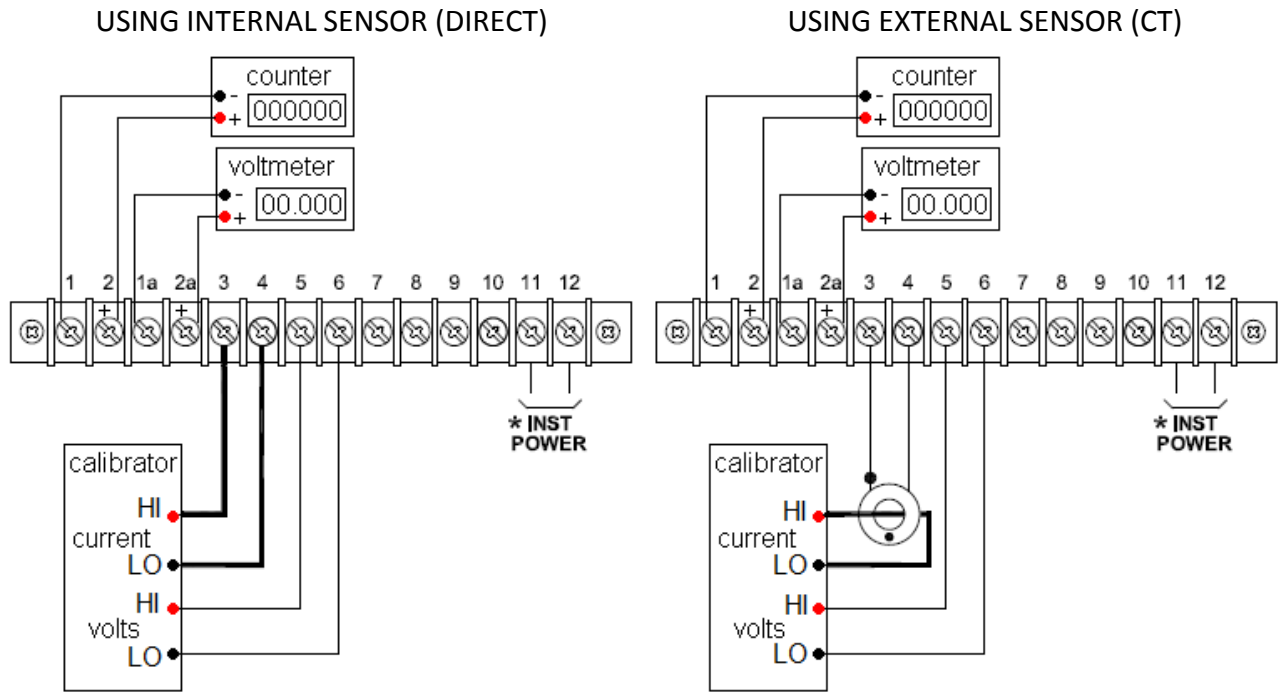 USING INTERNAL SENSOR (DIRECT)
counter
-
+ 000000
voltmeter
-
+ 00.000
1 2 1a 2a 3 4 5 6 7 8 9 10 11 12
+ +
* INST
POWER
calibrator
HI
current
LO
HI
volts
LO
USING EXTERNAL SENSOR (CT)
counter
-
+ 000000
voltmeter
-
+ 00.000
1 2 1a 2a 3 4 5 6 7 8 9 10 11 12
+ +
* INST
POWER
calibrator
HI
current
LO
HI
volts
LO